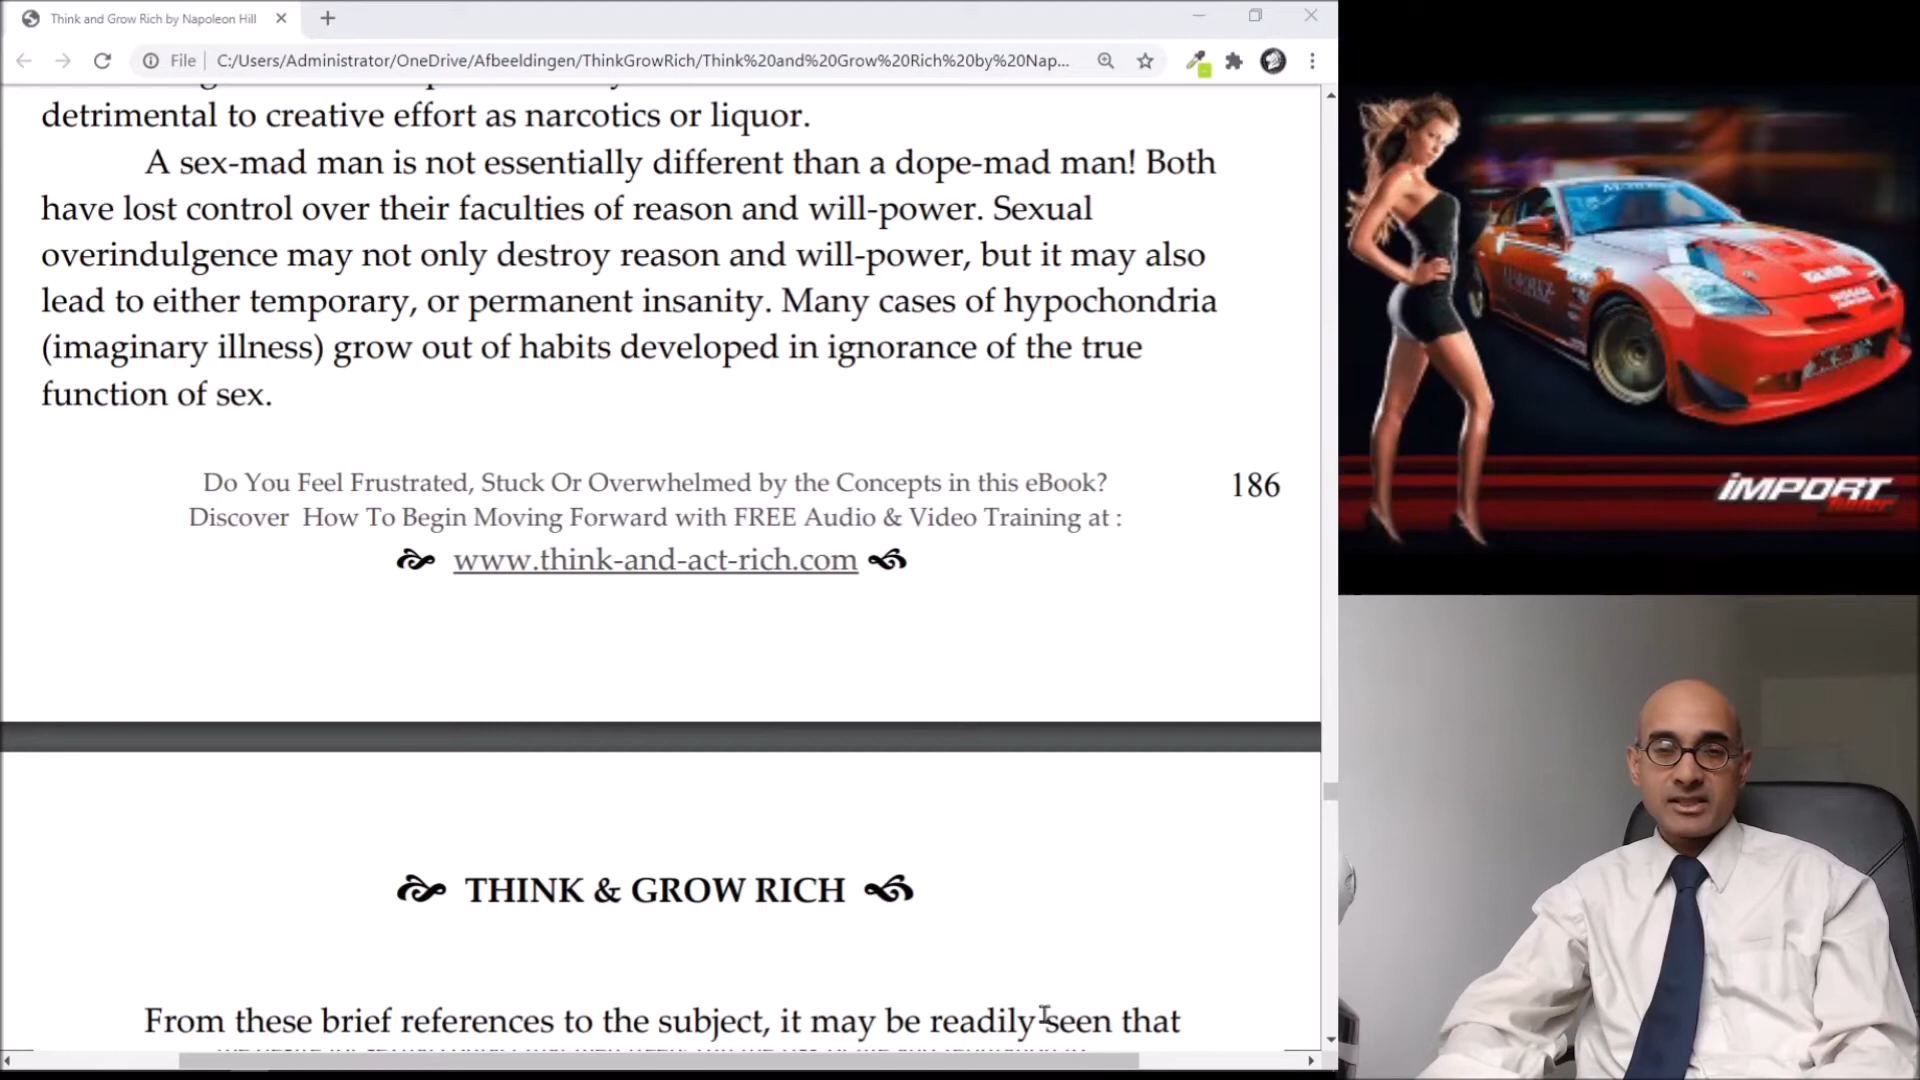 Think and Grow Rich by Napoleon Hill
File
C:/Users/Administrator/OneDrive/Afbeeldingen/ThinkGrowRich/Think%20and%20Grow%20Rich%20by%20Nap...
detrimental to creative effort as narcotics or liquor.
A sex-mad man is not essentially different than a dope-mad man! Both
have lost control over their faculties of reason and will-power. Sexual
overindulgence may not only destroy reason and will-power, but it may also
lead to either temporary, or permanent insanity. Many cases of hypochondria
(imaginary illness) grow out of habits developed in ignorance of the true
function of sex.
Do You Feel Frustrated, Stuck Or Overwhelmed by the Concepts in this eBook?
186
Discover How To Begin Moving Forward with FREE Audio & Video Training at :
www.think-and-act-rich.com
THINK & GROW RICH
From these brief references to the subject, it may be readily seen that
IMPORT
tuner